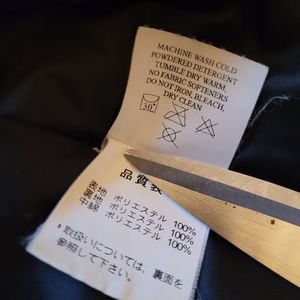 MACHINE WASH COLD
POWDERED DETERGENT
TUMBLE DRY WARM
NO FABRIC SOFTENERS
DO NOT IRON, BLEACH,
DRY CLEAN
30°
品質表
表地 ポリエステル 100%
裏地 ポリエステル 100%
中綿 ポリエステル 100%
* 取扱いについては、裏面を
参照して下さい。